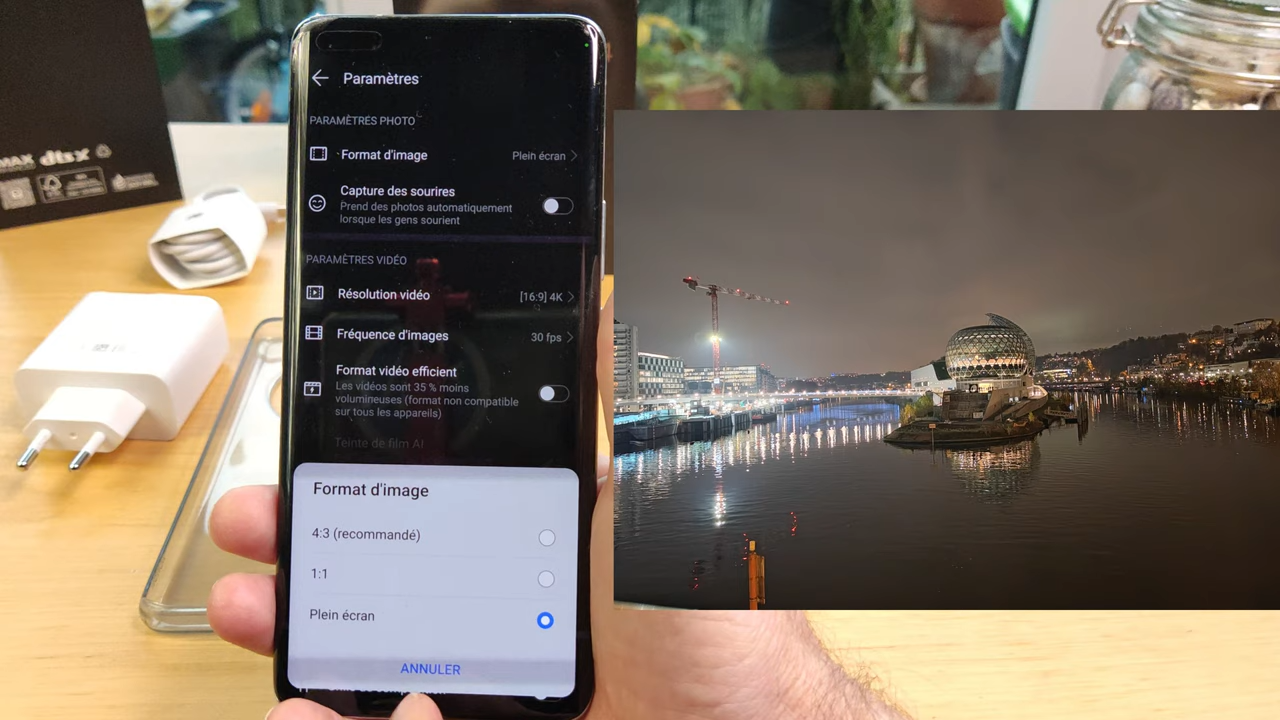 MAX dts X
Paramètres
PARAMÈTRES PHOTO
Format d'image
Plein écran
Capture des sourires
Prend des photos automatiquement
lorsque les gens sourient
PARAMÈTRES VIDÉO
Résolution vidéo
[16:9] 4K
Fréquence d'images
30 fps
Format vidéo efficient
Les vidéos sont 35 % moins
volumineuses (format non compatible
sur tous les appareils)
Teinte de film AI
Format d'image
4:3 (recommandé)
1:1
Plein écran
ANNULER